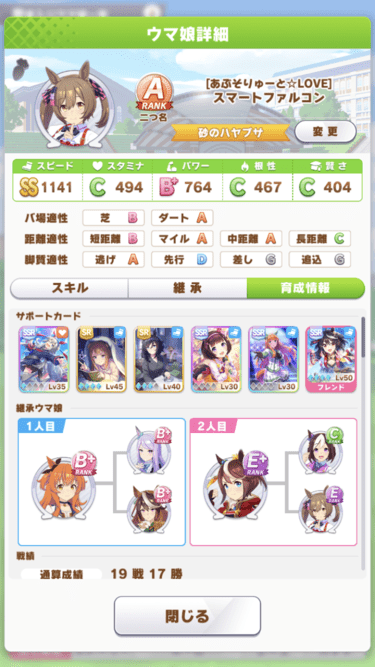 ウマ娘詳細
A
RANK
二つ名
[あぷそりゅーと☆LOVE]
スマートファルコン
砂のハヤブサ
変更
スピード スタミナ パワー 根性 賢さ
SS 1141 C 494 B+ 764 C 467 C 404
バ場適性 芝 B ダート A
距離適性 短距離 B マイル A 中距離 A 長距離 C
脚質適性 逃げ A 先行 D 差し G 追込 G
スキル 継承 育成情報
サポートカード
SSR SR SR SSR SSR SSR
Lv35 Lv45 Lv40 Lv30 Lv30 Lv50
フレンド
継承ウマ娘
1人目 B+ RANK 2人目 C RANK
B+ RANK E+ RANK
B+ RANK E RANK
戦績
通算成績 19戦17勝
閉じる